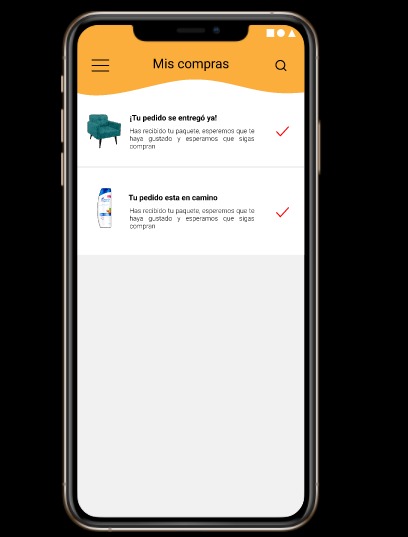 Mis compras
¡Tu pedido se entregó ya!
Has recibido tu paquete, esperemos que te
haya gustado y esperamos que sigas
compran
Tu pedido esta en camino
Has recibido tu paquete, esperemos que te
haya gustado y esperamos que sigas
compran